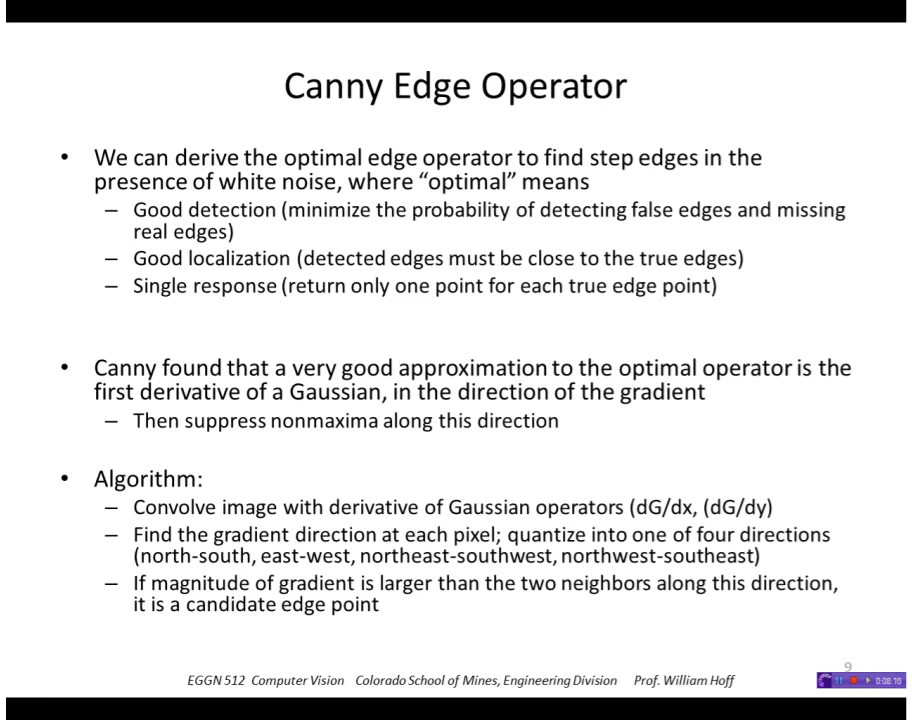 Canny Edge Operator
• We can derive the optimal edge operator to find step edges in the
presence of white noise, where “optimal” means
– Good detection (minimize the probability of detecting false edges and missing
real edges)
– Good localization (detected edges must be close to the true edges)
– Single response (return only one point for each true edge point)
• Canny found that a very good approximation to the optimal operator is the
first derivative of a Gaussian, in the direction of the gradient
– Then suppress nonmaxima along this direction
• Algorithm:
– Convolve image with derivative of Gaussian operators (dG/dx, (dG/dy)
– Find the gradient direction at each pixel; quantize into one of four directions
(north-south, east-west, northeast-southwest, northwest-southeast)
– If magnitude of gradient is larger than the two neighbors along this direction,
it is a candidate edge point
9
EGGN 512 Computer Vision Colorado School of Mines, Engineering Division Prof. William Hoff